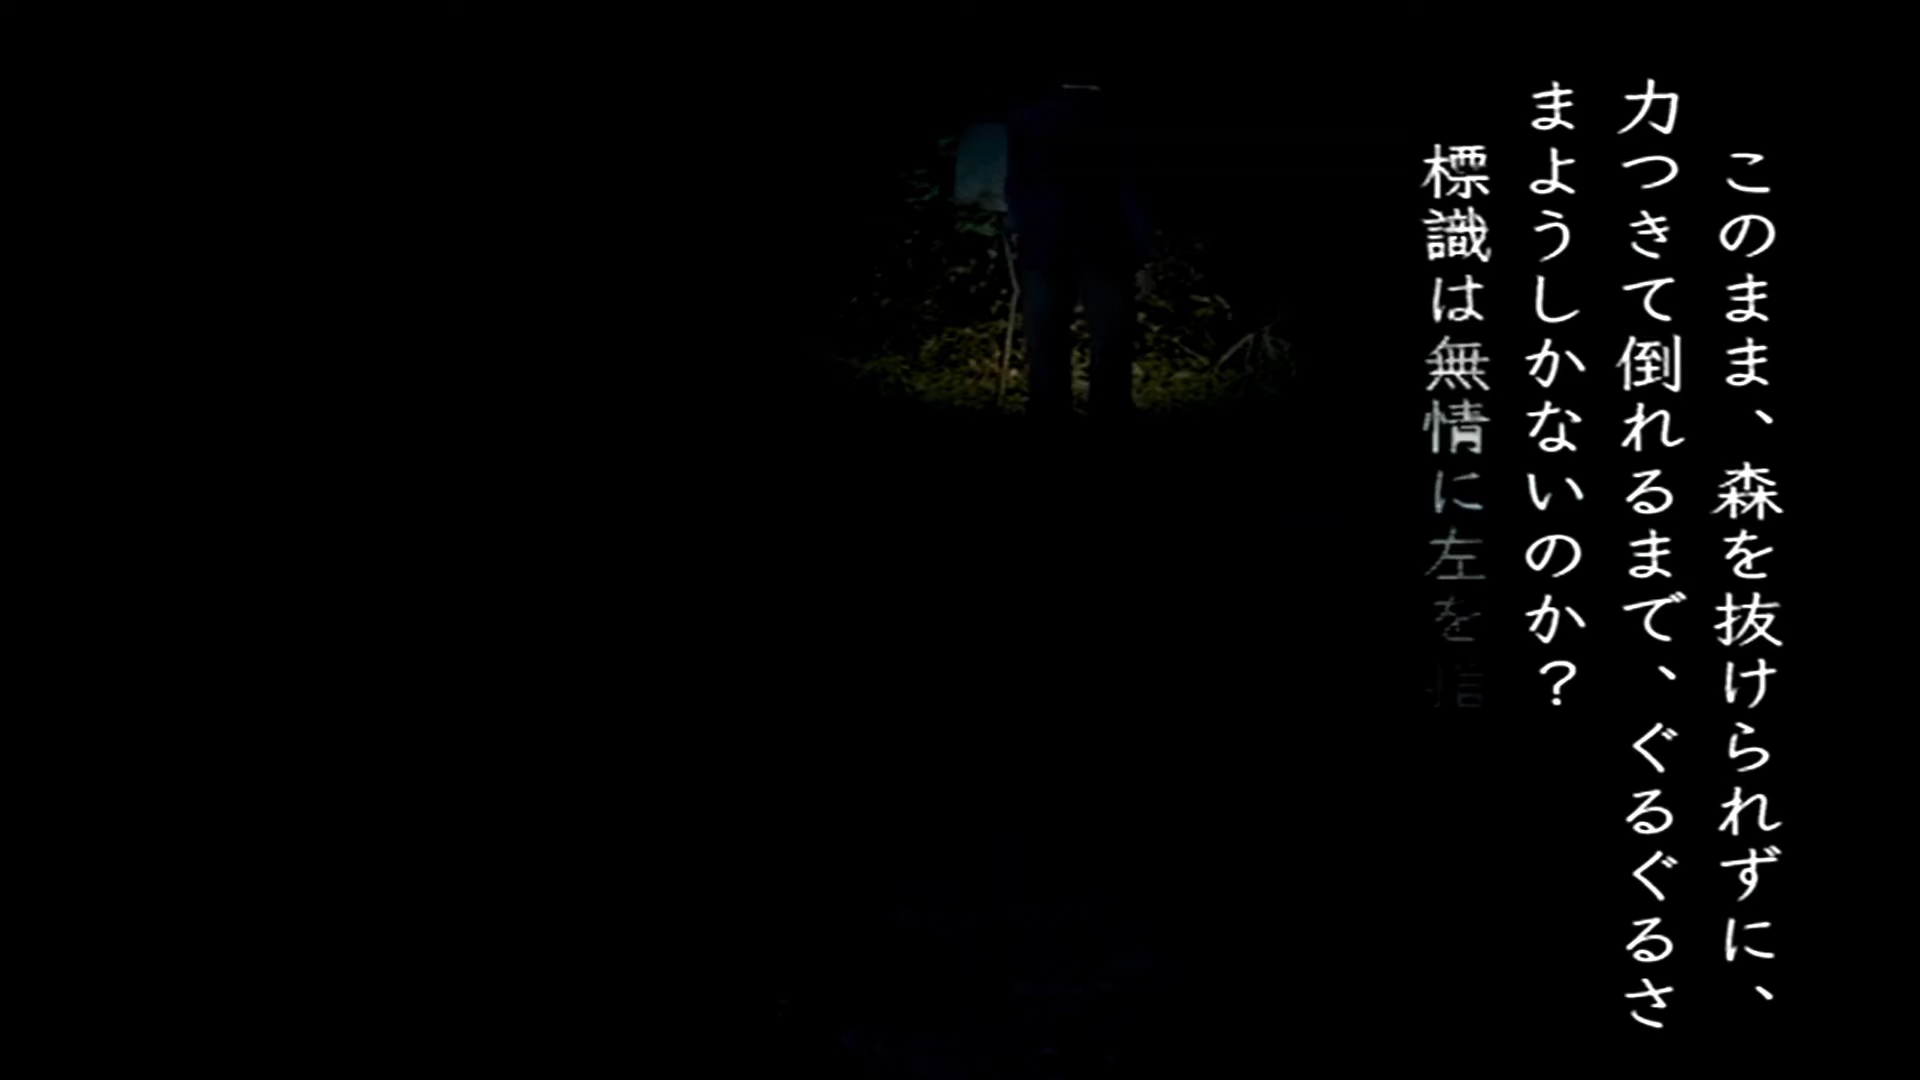 このまま、森を抜けられずに、
力つきて倒れるまで、ぐるぐるさ
まようしかないのか?
標識は無情に左を指